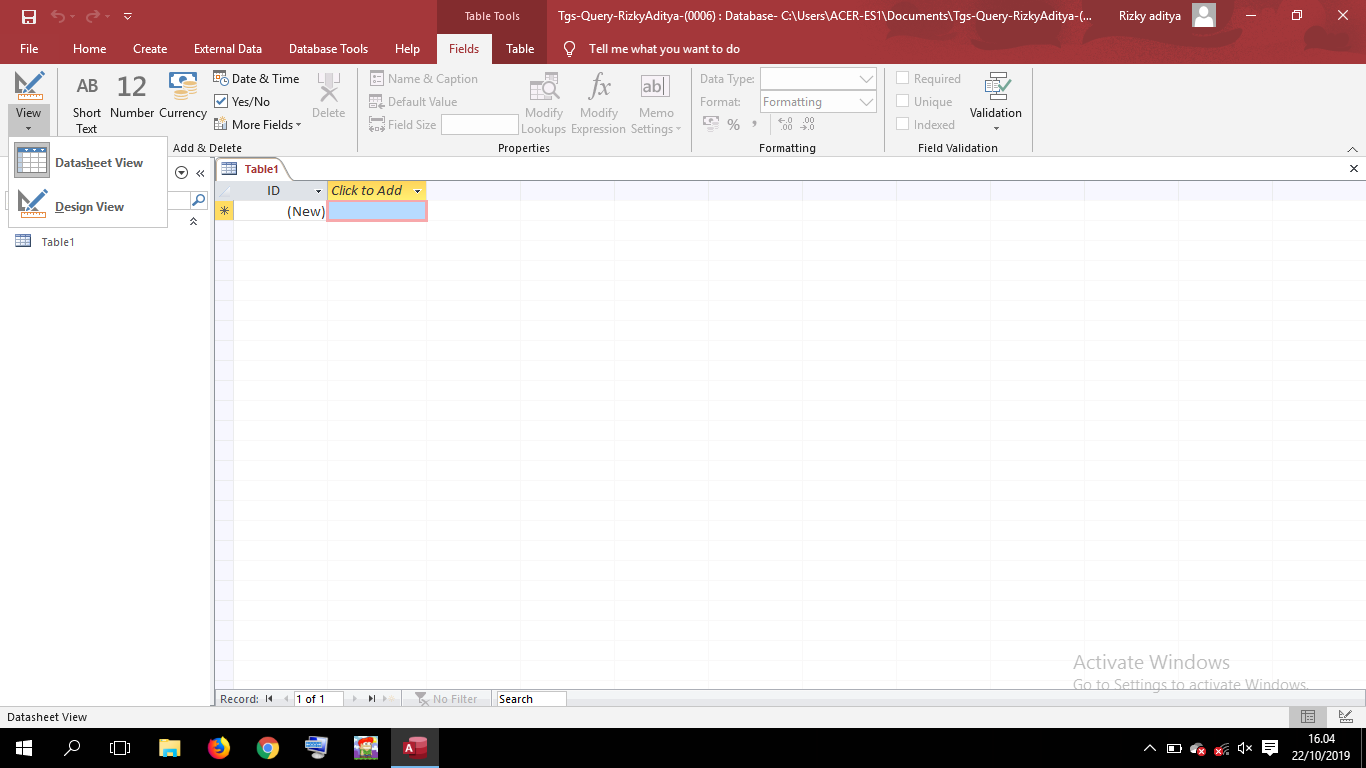 Table Tools
Tgs-Query-RizkyAditya-(0006) : Database- C:\Users\ACER-ES1\Documents\Tgs-Query-RizkyAditya-(...
Rizky aditya
File
Home
Create
External Data
Database Tools
Help
Fields
Table
Tell me what you want to do
View
AB
Short
Text
12
Number
Currency
Date & Time
Yes/No
More Fields
Delete
Add & Delete
Name & Caption
Default Value
Field Size
Modify
Lookups
fx
Modify
Expression
ab
Memo
Settings
Properties
Data Type:
Format:
Formatting
%
,
.00
.00
Formatting
Required
Unique
Indexed
Validation
Field Validation
Datasheet View
Design View
Table1
Table1
ID
Click to Add
(New)
Activate Windows
Go to Settings to activate Windows.
Record:
1 of 1
No Filter
Search
Datasheet View
A
16.04
22/10/2019